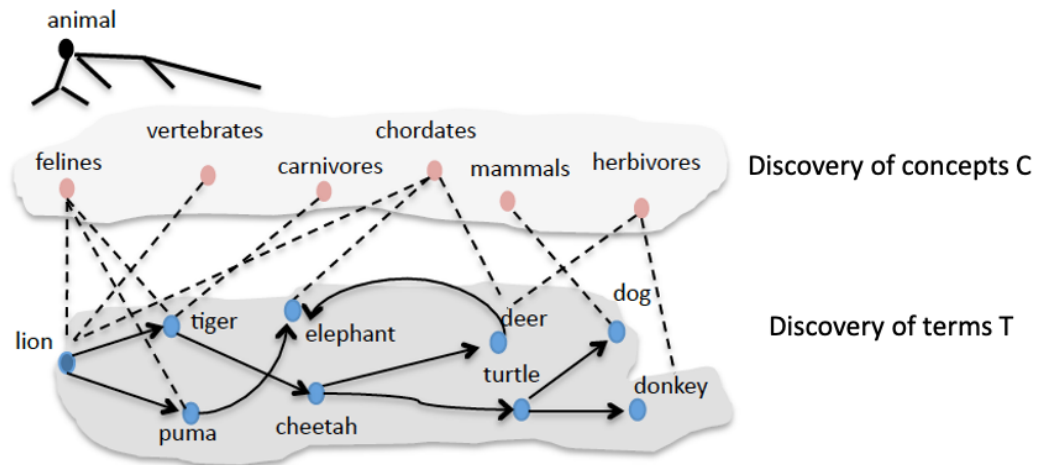 animal
vertebrates
chordates
felines
carnivores
mammals
herbivores
Discovery of concepts C
dog
lion
tiger
elephant
deer
Discovery of terms T
turtle
donkey
puma
cheetah